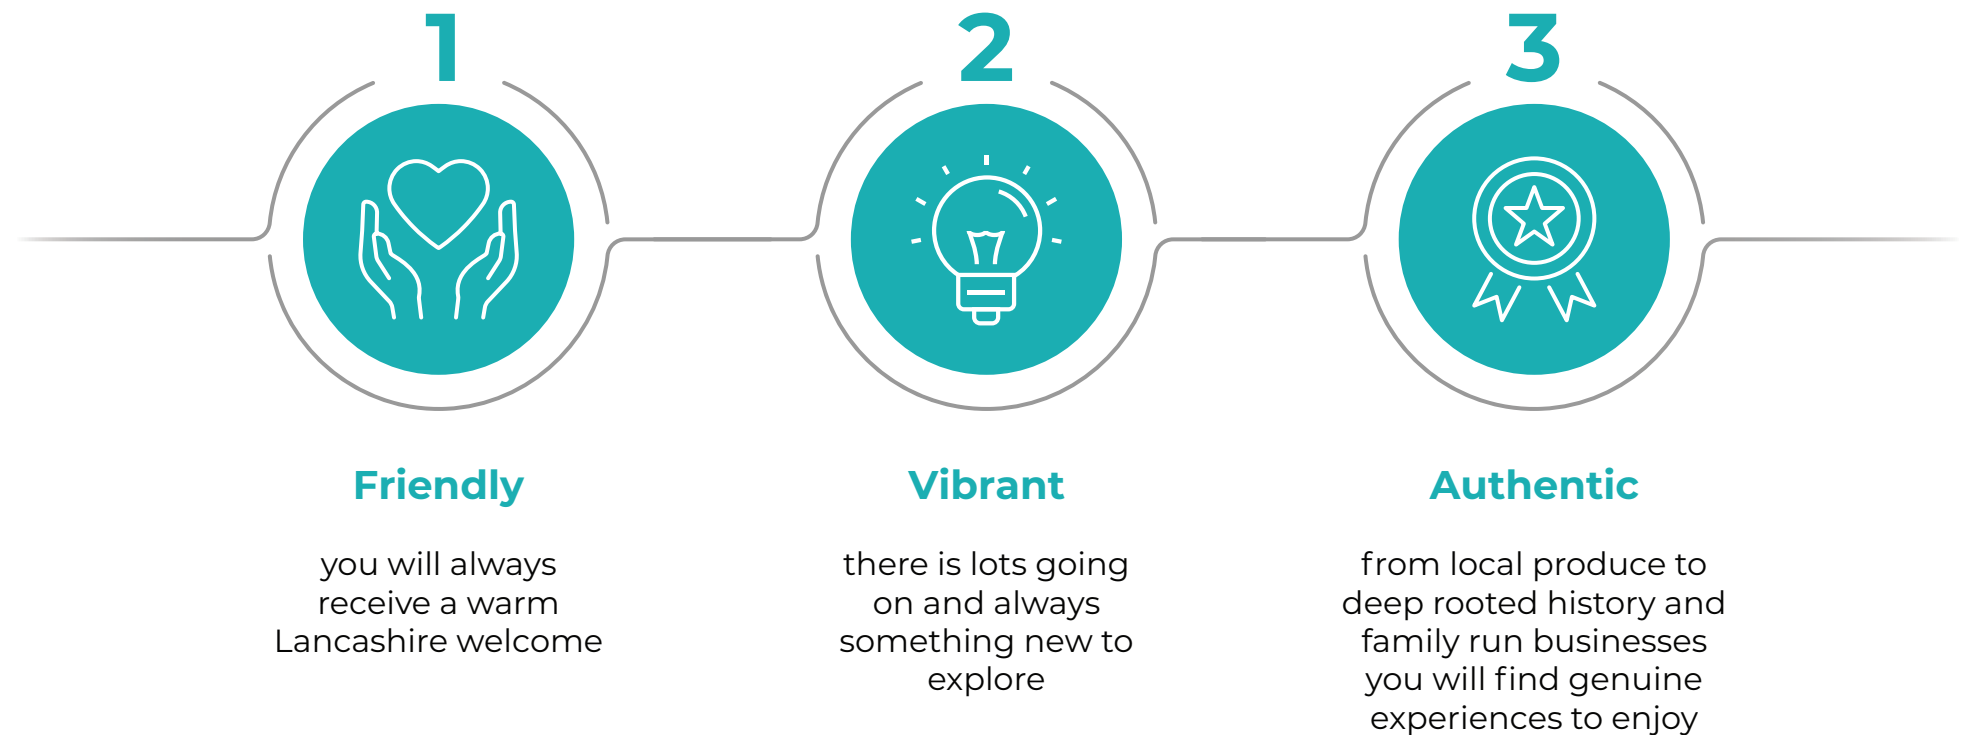 1
2
3
Friendly
you will always
receive a warm
Lancashire welcome
Vibrant
there is lots going
on and always
something new to
explore
Authentic
from local produce to
deep rooted history and
family run businesses
you will find genuine
experiences to enjoy